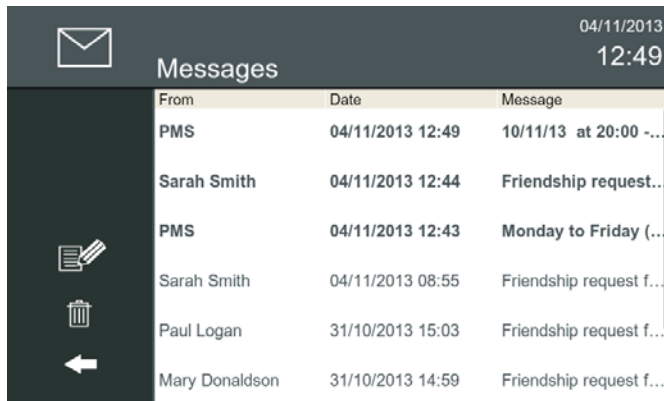 04/11/2013
12:49
Messages
From Date Message
PMS 04/11/2013 12:49 10/11/13 at 20:00 -...
Sarah Smith 04/11/2013 12:44 Friendship request...
PMS 04/11/2013 12:43 Monday to Friday (...
Sarah Smith 04/11/2013 08:55 Friendship request f...
Paul Logan 31/10/2013 15:03 Friendship request f...
Mary Donaldson 31/10/2013 14:59 Friendship request f...